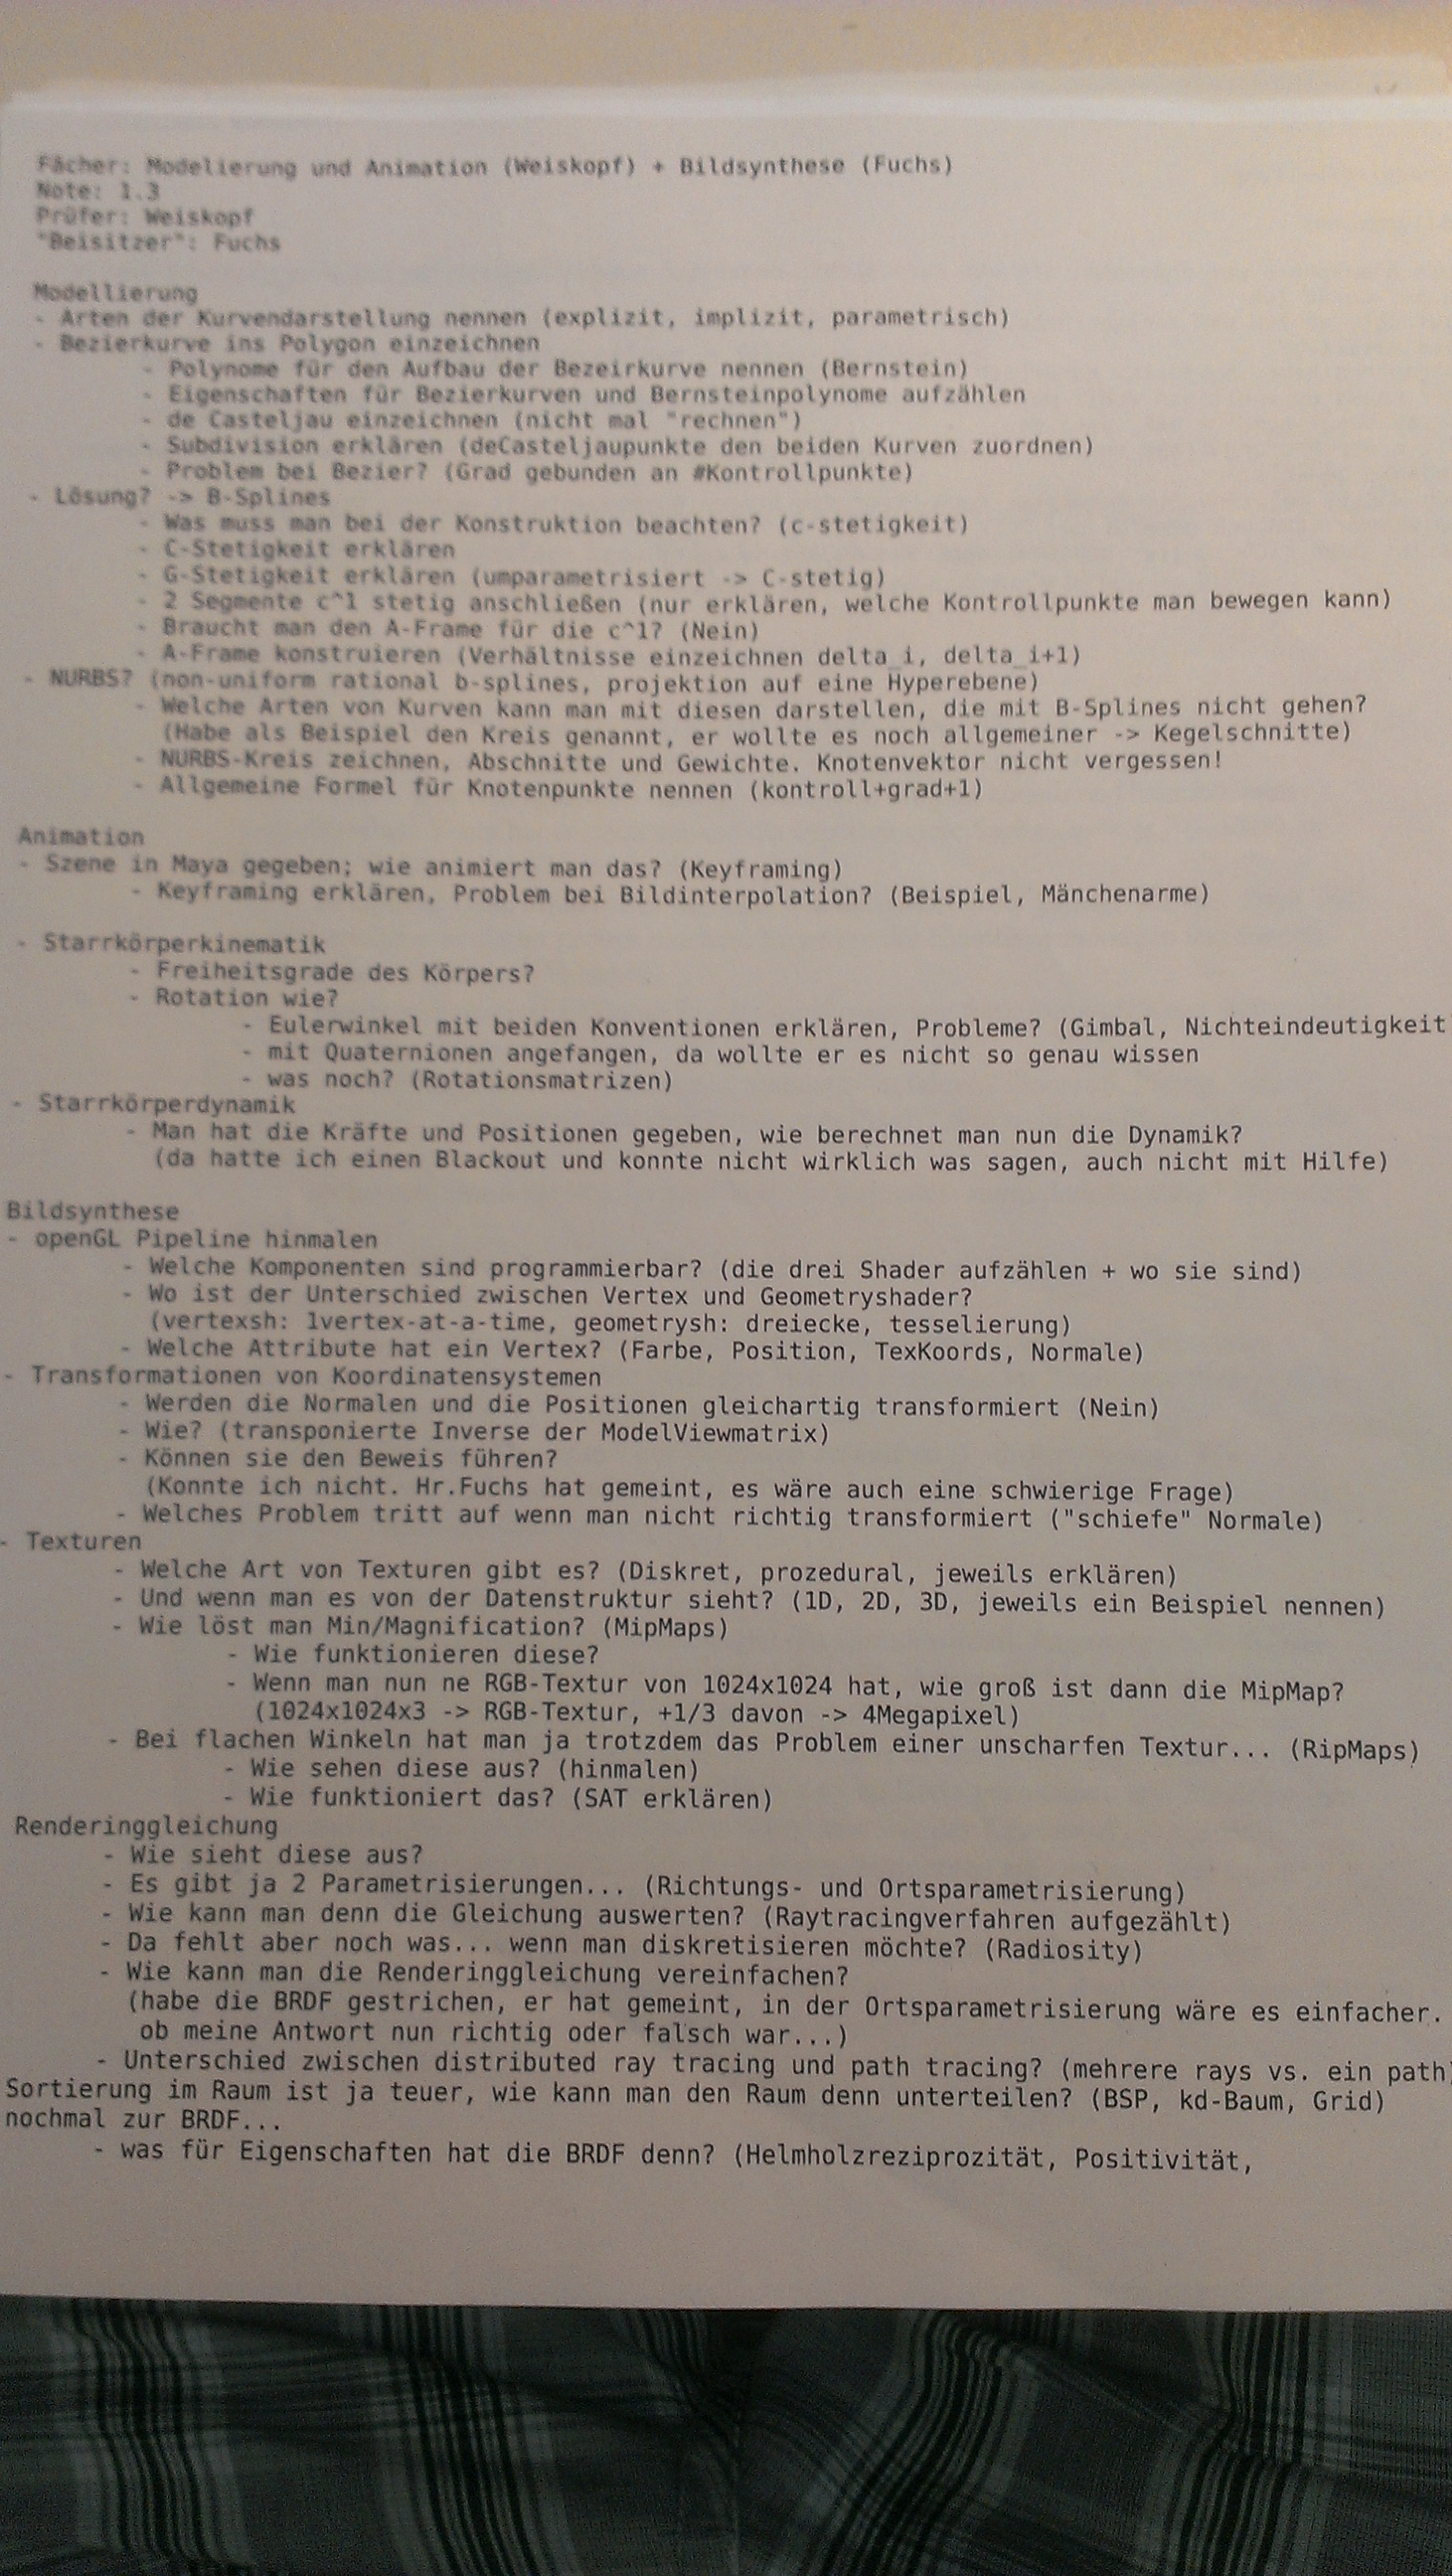 Fächer: Modelierung und Animation (Weiskopf) + Bildsynthese (Fuchs)
Note: 1.3
Prüfer: Weiskopf
"Beisitzer": Fuchs
Modellierung
- Arten der Kurvendarstellung nennen (explizit, implizit, parametrisch)
- Bezierkurve ins Polygon einzeichnen
- Polynome für den Aufbau der Bezeirkurve nennen (Bernstein)
- Eigenschaften für Bezierkurven und Bernsteinpolynome aufzählen
- de Casteljau einzeichnen (nicht mal "rechnen")
- Subdivision erklären (deCasteljaupunkte den beiden Kurven zuordnen)
- Problem bei Bezier? (Grad gebunden an #Kontrollpunkte)
- Lösung? -> B-Splines
- Was muss man bei der Konstruktion beachten? (c-stetigkeit)
- C-Stetigkeit erklären
- G-Stetigkeit erklären (umparametrisiert -> C-stetig)
- 2 Segmente c^1 stetig anschließen (nur erklären, welche Kontrollpunkte man bewegen kann)
- Braucht man den A-Frame für die c^1? (Nein)
- A-Frame konstruieren (Verhältnisse einzeichnen delta_i, delta_i+1)
- NURBS? (non-uniform rational b-splines, projektion auf eine Hyperebene)
- Welche Arten von Kurven kann man mit diesen darstellen, die mit B-Splines nicht gehen?
(Habe als Beispiel den Kreis genannt, er wollte es noch allgemeiner -> Kegelschnitte)
- NURBS-Kreis zeichnen, Abschnitte und Gewichte. Knotenvektor nicht vergessen!
- Allgemeine Formel für Knotenpunkte nennen (kontroll+grad+1)
Animation
- Szene in Maya gegeben; wie animiert man das? (Keyframing)
- Keyframing erklären, Problem bei Bildinterpolation? (Beispiel, Mänchenarme)
- Starrkörperkinematik
- Freiheitsgrade des Körpers?
- Rotation wie?
- Eulerwinkel mit beiden Konventionen erklären, Probleme? (Gimbal, Nichteindeutigkeit
- mit Quaternionen angefangen, da wollte er es nicht so genau wissen
- was noch? (Rotationsmatrizen)
- Starrkörperdynamik
- Man hat die Kräfte und Positionen gegeben, wie berechnet man nun die Dynamik?
(da hatte ich einen Blackout und konnte nicht wirklich was sagen, auch nicht mit Hilfe)
Bildsynthese
- openGL Pipeline hinmalen
- Welche Komponenten sind programmierbar? (die drei Shader aufzählen + wo sie sind)
- Wo ist der Unterschied zwischen Vertex und Geometryshader?
(vertexsh: 1vertex-at-a-time, geometrysh: dreiecke, tesselierung)
- Welche Attribute hat ein Vertex? (Farbe, Position, TexKoords, Normale)
- Transformationen von Koordinatensystemen
- Werden die Normalen und die Positionen gleichartig transformiert (Nein)
- Wie? (transponierte Inverse der ModelViewmatrix)
- Können sie den Beweis führen?
(Konnte ich nicht. Hr.Fuchs hat gemeint, es wäre auch eine schwierige Frage)
- Welches Problem tritt auf wenn man nicht richtig transformiert ("schiefe" Normale)
- Texturen
- Welche Art von Texturen gibt es? (Diskret, prozedural, jeweils erklären)
- Und wenn man es von der Datenstruktur sieht? (1D, 2D, 3D, jeweils ein Beispiel nennen)
- Wie löst man Min/Magnification? (MipMaps)
- Wie funktionieren diese?
- Wenn man nun ne RGB-Textur von 1024x1024 hat, wie groß ist dann die MipMap?
(1024x1024x3 -> RGB-Textur, +1/3 davon -> 4Megapixel)
- Bei flachen Winkeln hat man ja trotzdem das Problem einer unscharfen Textur... (RipMaps)
- Wie sehen diese aus? (hinmalen)
- Wie funktioniert das? (SAT erklären)
Renderinggleichung
- Wie sieht diese aus?
- Es gibt ja 2 Parametrisierungen... (Richtungs- und Ortsparametrisierung)
- Wie kann man denn die Gleichung auswerten? (Raytracingverfahren aufgezählt)
- Da fehlt aber noch was... wenn man diskretisieren möchte? (Radiosity)
- Wie kann man die Renderinggleichung vereinfachen?
(habe die BRDF gestrichen, er hat gemeint, in der Ortsparametrisierung wäre es einfacher.
ob meine Antwort nun richtig oder falsch war...)
- Unterschied zwischen distributed ray tracing und path tracing? (mehrere rays vs. ein path)
Sortierung im Raum ist ja teuer, wie kann man den Raum denn unterteilen? (BSP, kd-Baum, Grid)
nochmal zur BRDF...
- was für Eigenschaften hat die BRDF denn? (Helmholzreziprozität, Positivität,